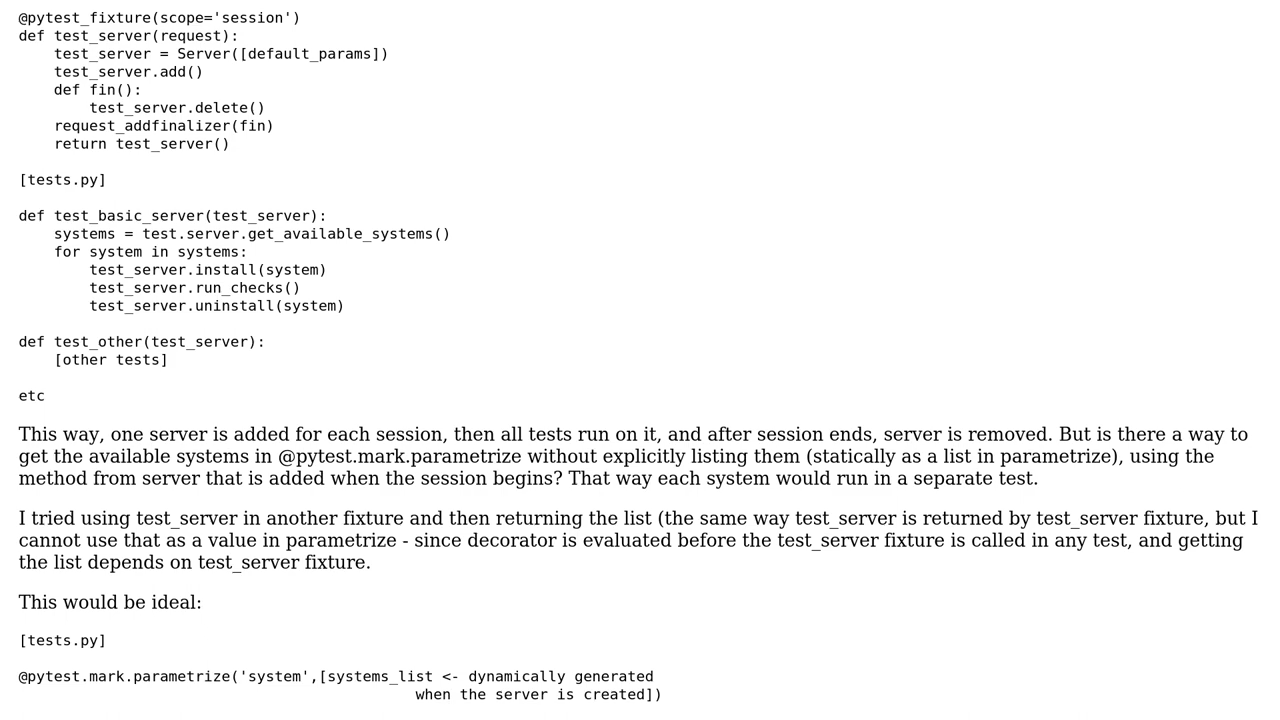 @pytest_fixture(scope='session')
def test_server(request):
    test_server = Server([default_params])
    test_server.add()
    def fin():
        test_server.delete()
    request_addfinalizer(fin)
    return test_server()

[tests.py]

def test_basic_server(test_server):
    systems = test.server.get_available_systems()
    for system in systems:
        test_server.install(system)
        test_server.run_checks()
        test_server.uninstall(system)

def test_other(test_server):
    [other tests]

etc

This way, one server is added for each session, then all tests run on it, and after session ends, server is removed. But is there a way to
get the available systems in @pytest.mark.parametrize without explicitly listing them (statically as a list in parametrize), using the
method from server that is added when the session begins? That way each system would run in a separate test.

I tried using test_server in another fixture and then returning the list (the same way test_server is returned by test_server fixture, but I
cannot use that as a value in parametrize - since decorator is evaluated before the test_server fixture is called in any test, and getting
the list depends on test_server fixture.

This would be ideal:

[tests.py]

@pytest.mark.parametrize('system',[systems_list <- dynamically generated
                                             when the server is created])